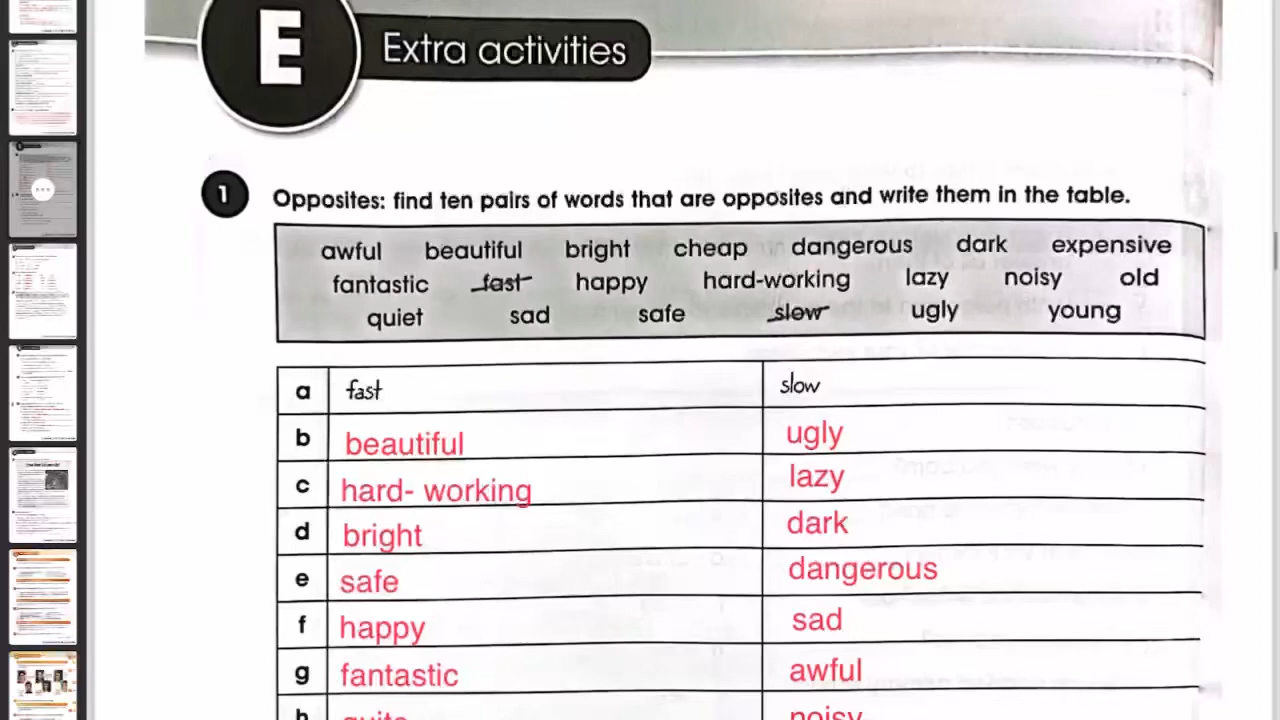 E Extra activities
1 Opposites: find ten pairs of words that are opposites and write them in the table.
awful beautiful bright cheap dangerous dark expensive
fantastic fast happy hard-working lazy noisy old
quiet sad safe slow ugly young
a fast slow
b beautiful ugly
c hard- working lazy
d bright dark
e safe dangerous
f happy sad
g fantastic awful
h quite noisy